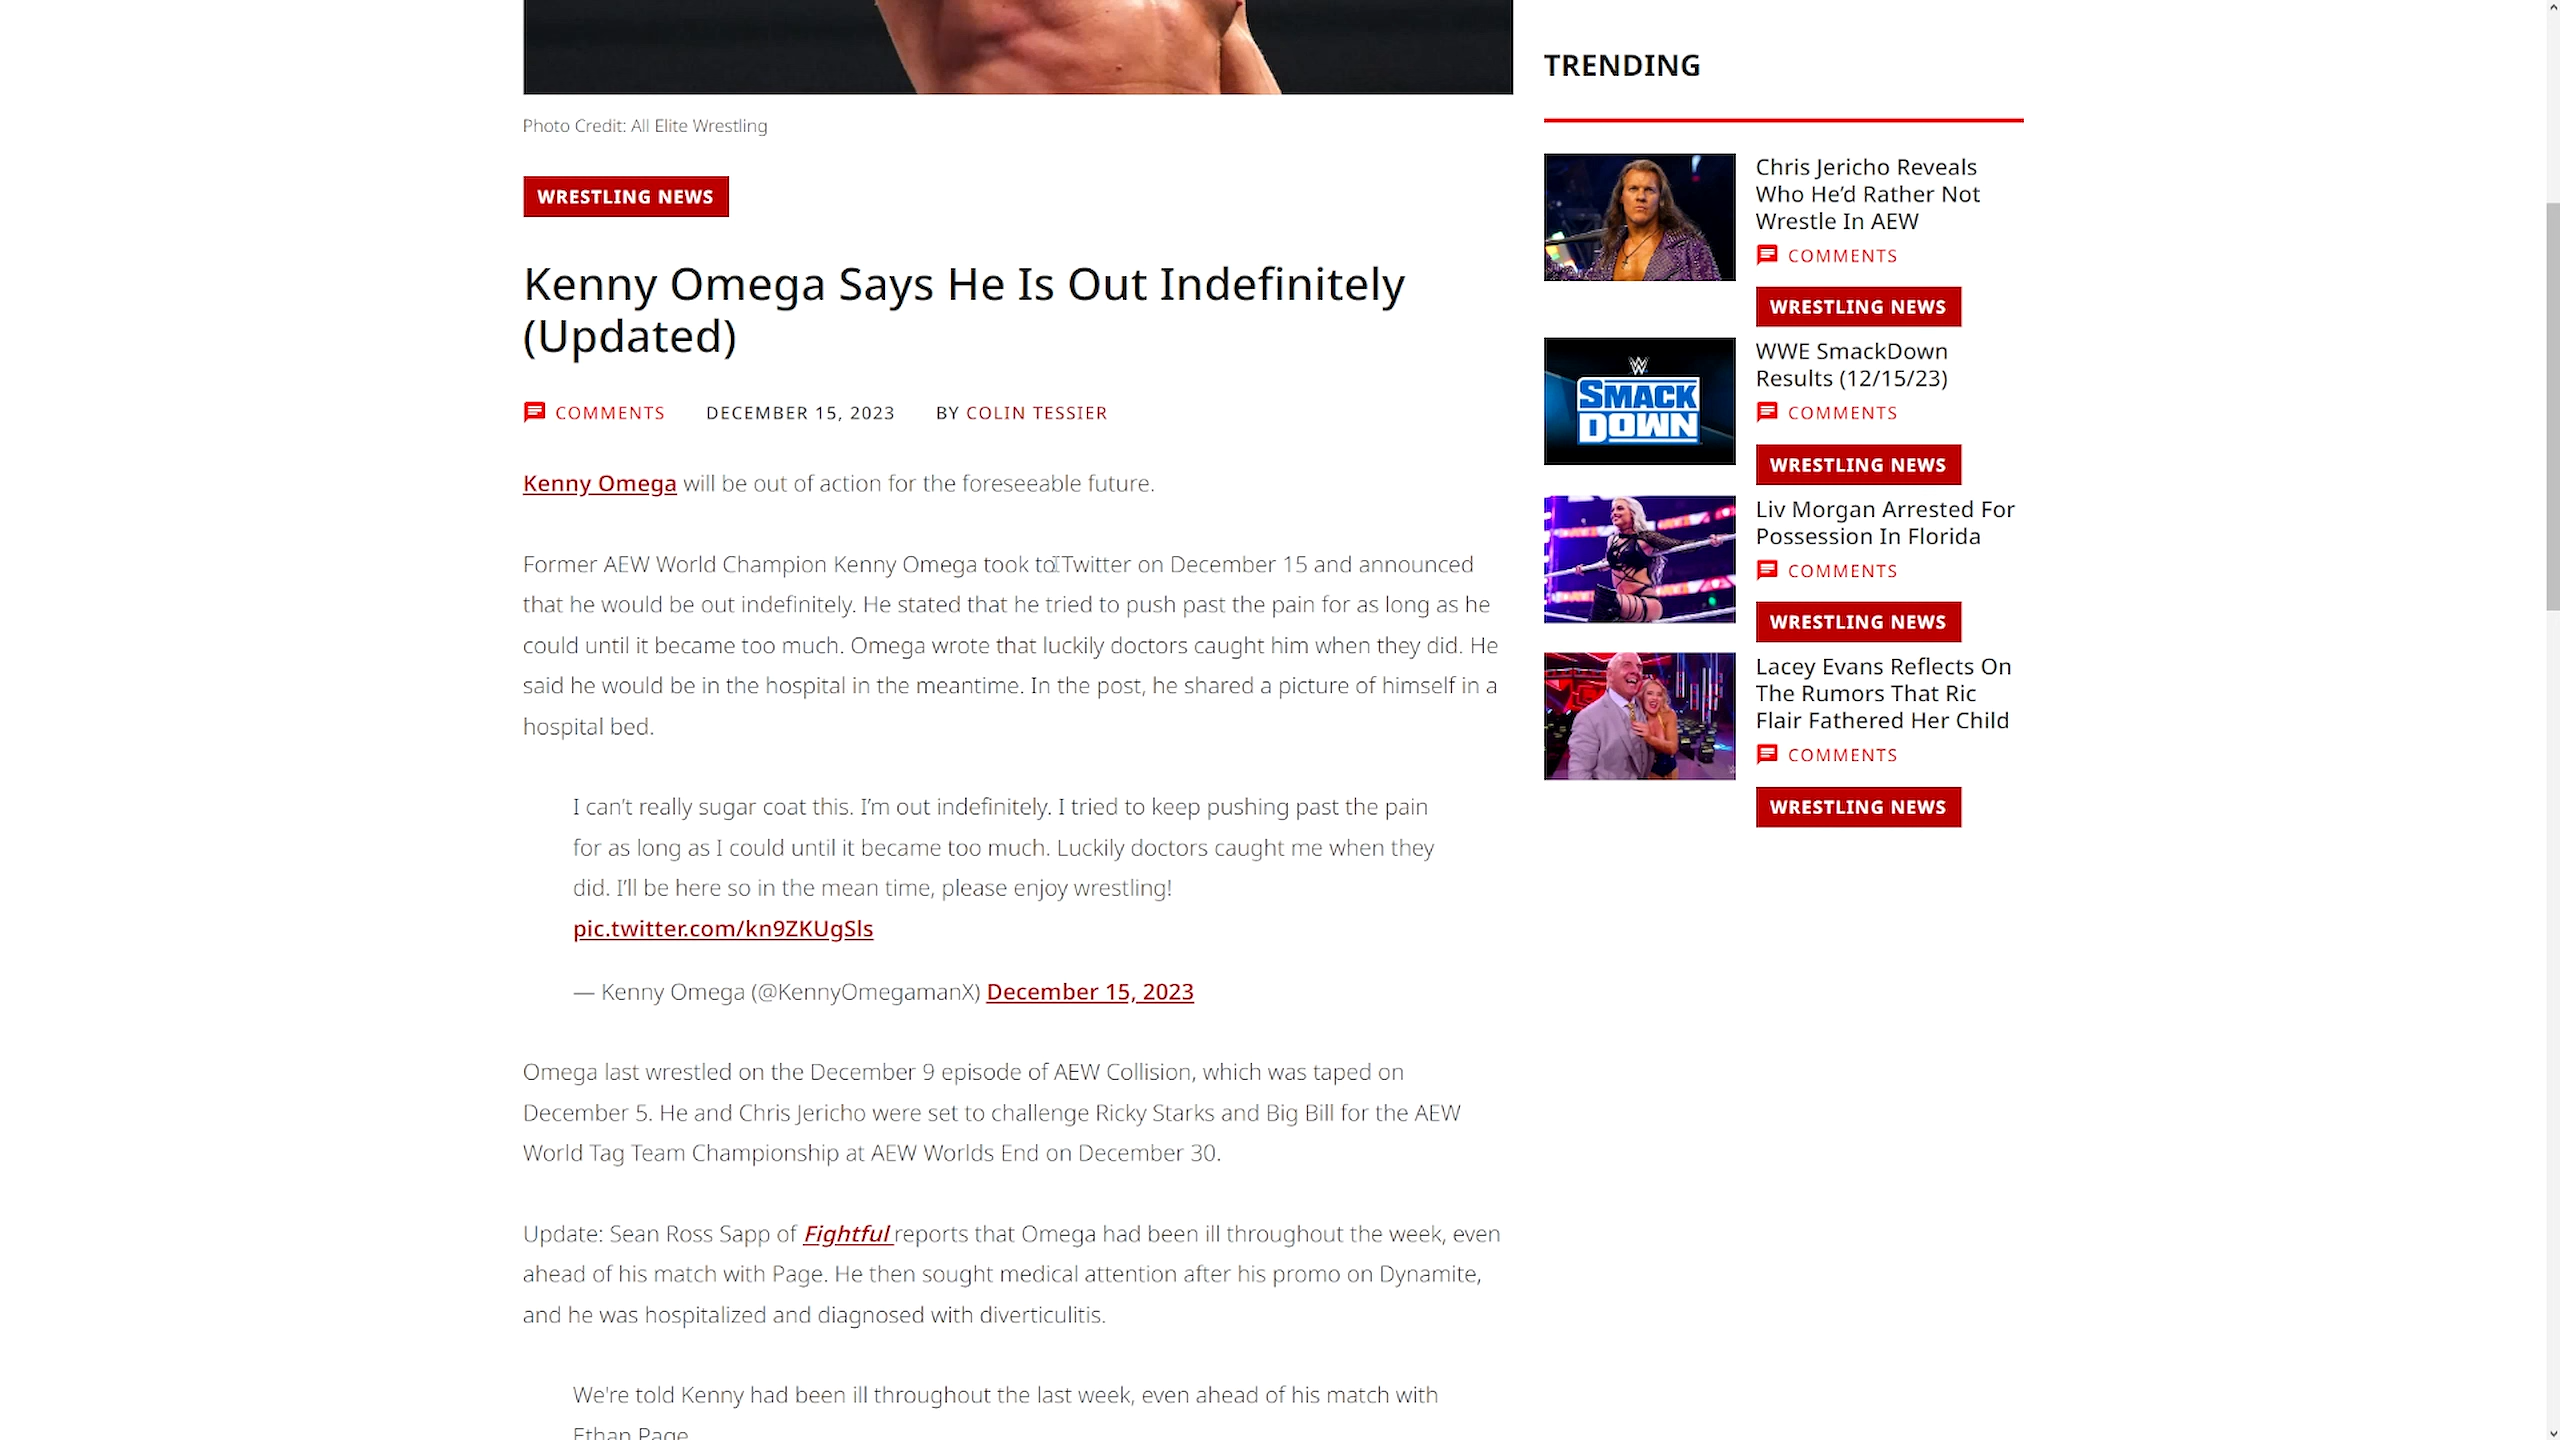 Photo Credit: All Elite Wrestling
WRESTLING NEWS
Kenny Omega Says He Is Out Indefinitely
(Updated)
COMMENTS DECEMBER 15, 2023 BY COLIN TESSIER
Kenny Omega will be out of action for the foreseeable future.
Former AEW World Champion Kenny Omega took to Twitter on December 15 and announced
that he would be out indefinitely. He stated that he tried to push past the pain for as long as he
could until it became too much. Omega wrote that luckily doctors caught him when they did. He
said he would be in the hospital in the meantime. In the post, he shared a picture of himself in a
hospital bed.
I can’t really sugar coat this. I’m out indefinitely. I tried to keep pushing past the pain
for as long as I could until it became too much. Luckily doctors caught me when they
did. I’ll be here so in the mean time, please enjoy wrestling!
pic.twitter.com/kn9ZKUgSls
— Kenny Omega (@KennyOmegamanX) December 15, 2023
Omega last wrestled on the December 9 episode of AEW Collision, which was taped on
December 5. He and Chris Jericho were set to challenge Ricky Starks and Big Bill for the AEW
World Tag Team Championship at AEW Worlds End on December 30.
Update: Sean Ross Sapp of Fightful reports that Omega had been ill throughout the week, even
ahead of his match with Page. He then sought medical attention after his promo on Dynamite,
and he was hospitalized and diagnosed with diverticulitis.
We're told Kenny had been ill throughout the last week, even ahead of his match with
Ethan Page
TRENDING
Chris Jericho Reveals
Who He’d Rather Not
Wrestle In AEW
COMMENTS
WRESTLING NEWS
SMACK
DOWN
WWE SmackDown
Results (12/15/23)
COMMENTS
WRESTLING NEWS
Liv Morgan Arrested For
Possession In Florida
COMMENTS
WRESTLING NEWS
Lacey Evans Reflects On
The Rumors That Ric
Flair Fathered Her Child
COMMENTS
WRESTLING NEWS